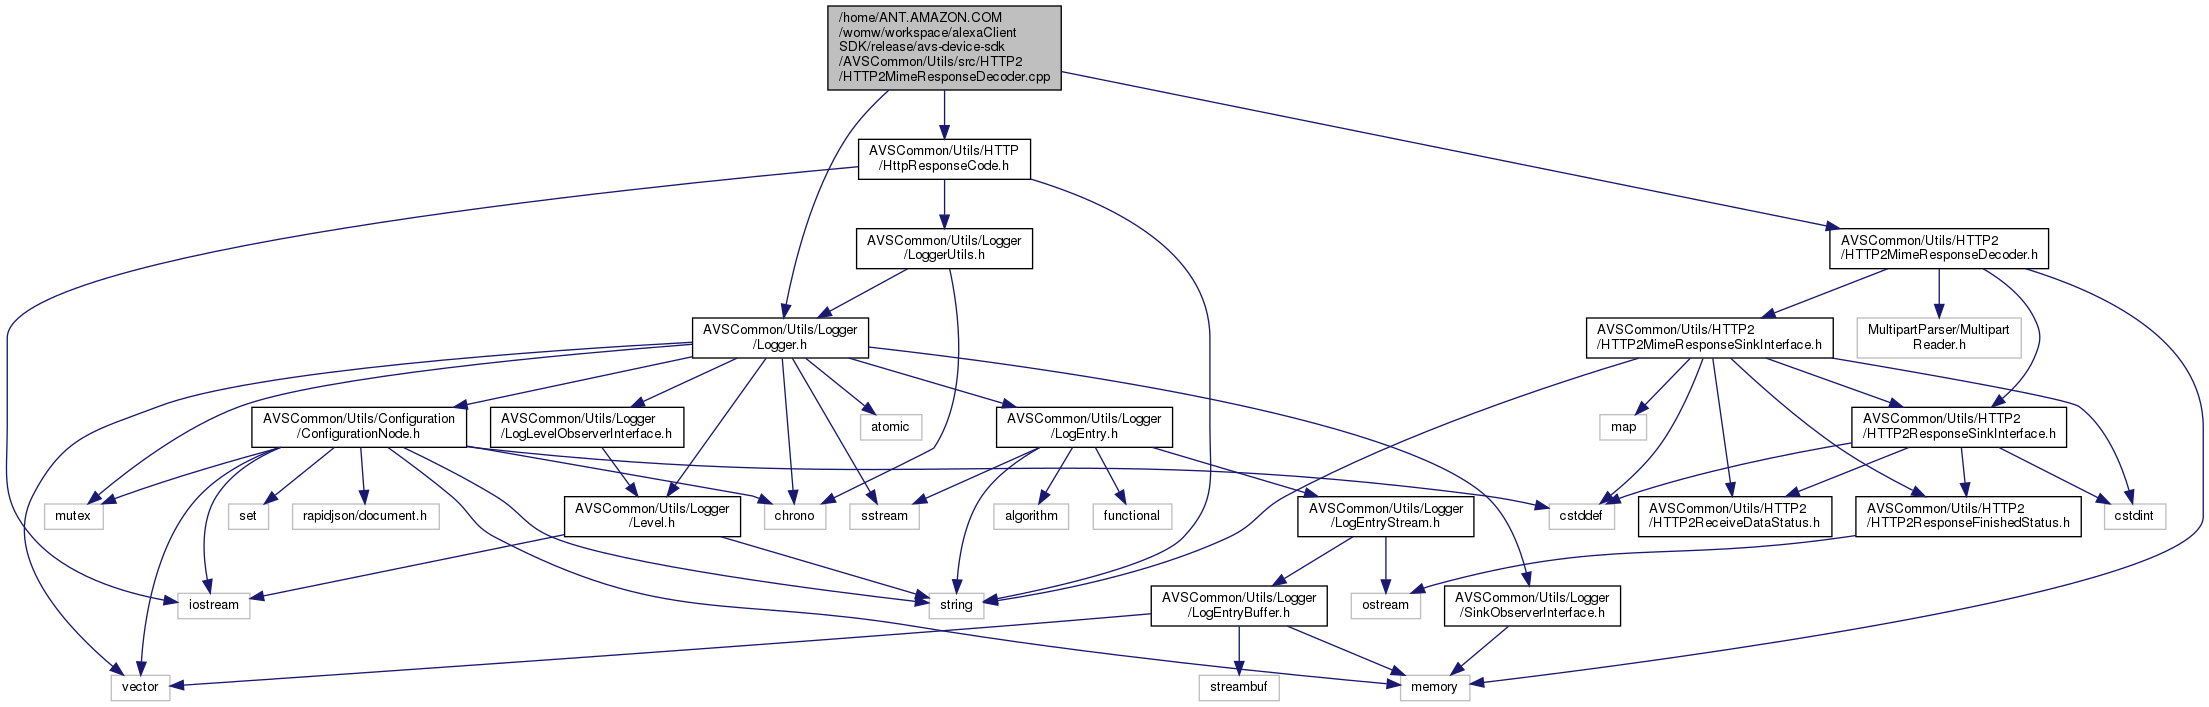 /home/ANT.AMAZON.COM
/womw/workspace/alexaClient
SDK/release/avs-device-sdk
/AVSCommon/Utils/src/HTTP2
/HTTP2MimeResponseDecoder.cpp
AVSCommon/Utils/HTTP
/HttpResponseCode.h
AVSCommon/Utils/Logger
/LoggerUtils.h
AVSCommon/Utils/HTTP2
/HTTP2MimeResponseDecoder.h
AVSCommon/Utils/Logger
/Logger.h
AVSCommon/Utils/HTTP2
/HTTP2MimeResponseSinkInterface.h
MultipartParser/Multipart
Reader.h
AVSCommon/Utils/Configuration
/ConfigurationNode.h
AVSCommon/Utils/Logger
/LogLevelObserverInterface.h
atomic
AVSCommon/Utils/Logger
/LogEntry.h
map
AVSCommon/Utils/HTTP2
/HTTP2ResponseSinkInterface.h
mutex
set
rapidjson/document.h
AVSCommon/Utils/Logger
/Level.h
chrono
sstream
algorithm
functional
AVSCommon/Utils/Logger
/LogEntryStream.h
cstddef
AVSCommon/Utils/HTTP2
/HTTP2ReceiveDataStatus.h
AVSCommon/Utils/HTTP2
/HTTP2ResponseFinishedStatus.h
cstdint
iostream
string
AVSCommon/Utils/Logger
/LogEntryBuffer.h
ostream
AVSCommon/Utils/Logger
/SinkObserverInterface.h
vector
streambuf
memory